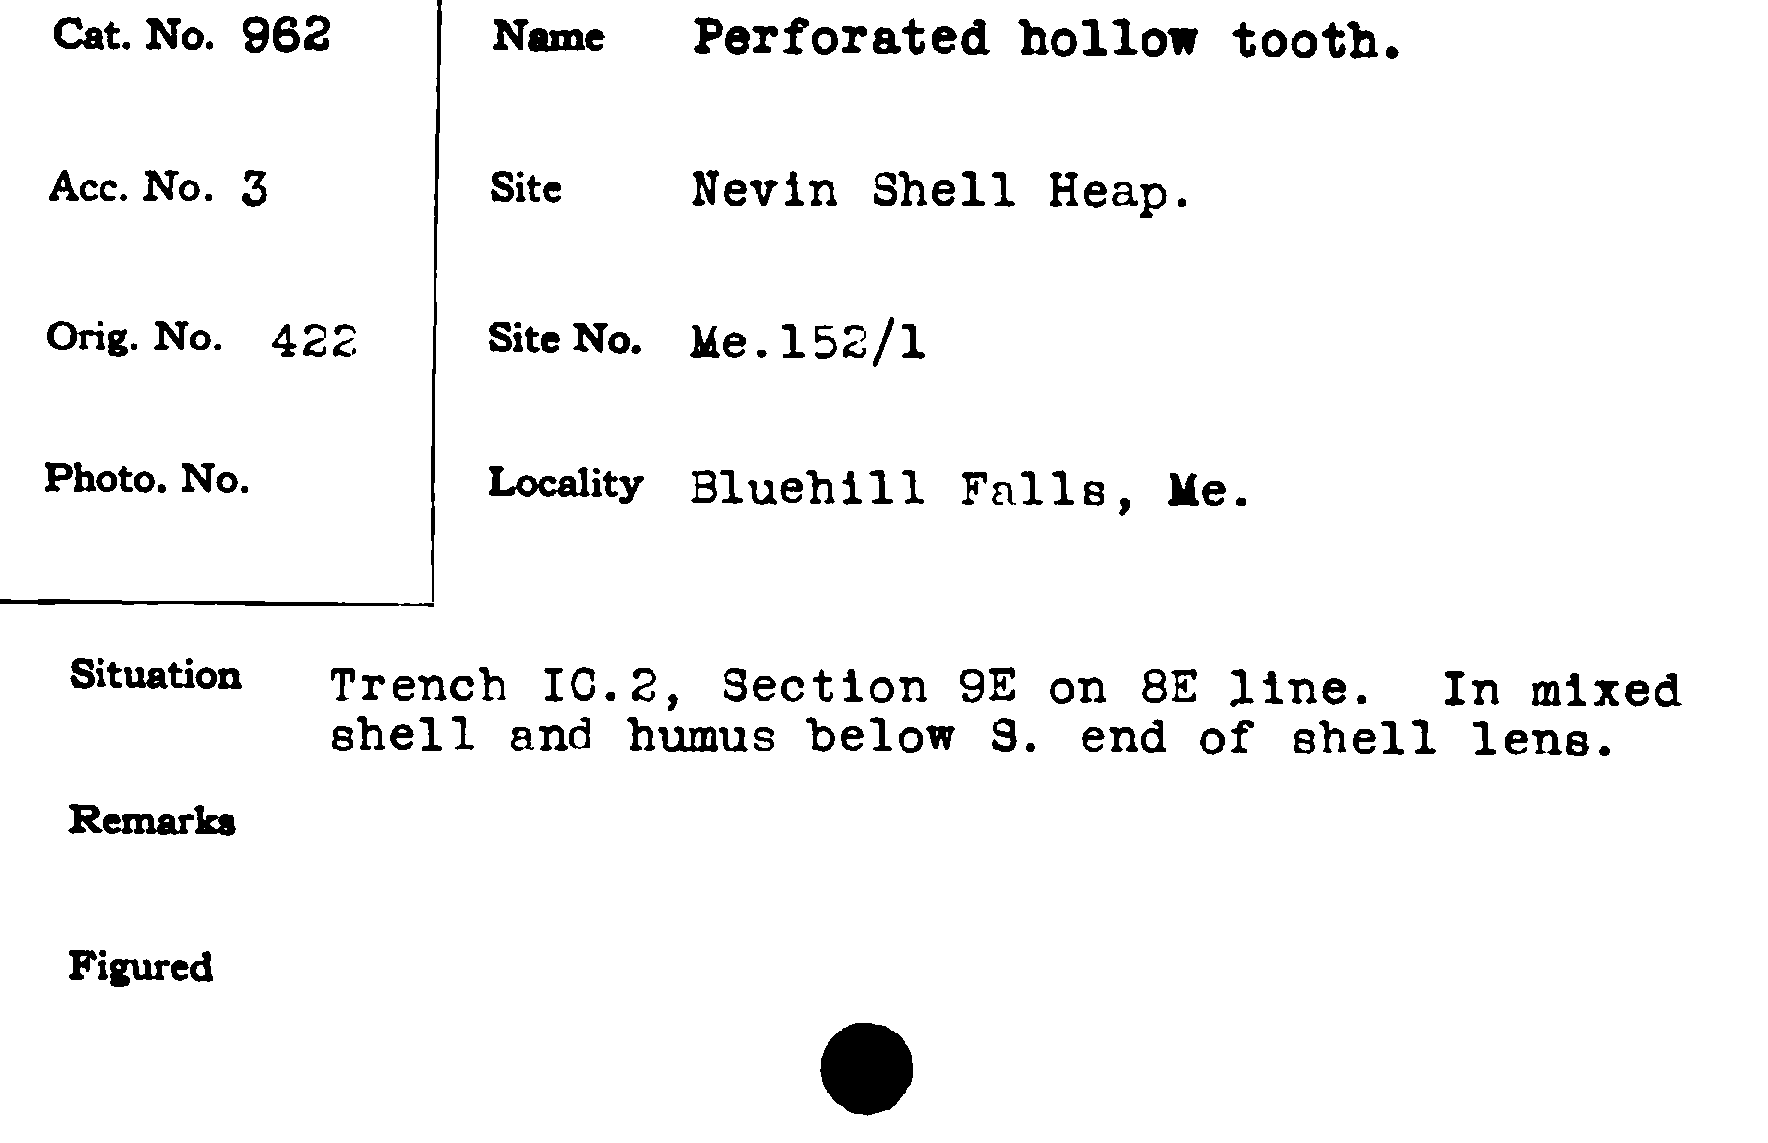 Cat. No. 962
Name Perforated hollow tooth.
Acc. No. 3
Site Nevin Shell Heap.
Orig. No. 422
Site No. Me.152/1
Photo. No.
Locality Bluehill Falls, Me.
Situation Trench IC.2, Section 9E on 8E line. In mixed
shell and humus below S. end of shell lens.
Remarks
Figured